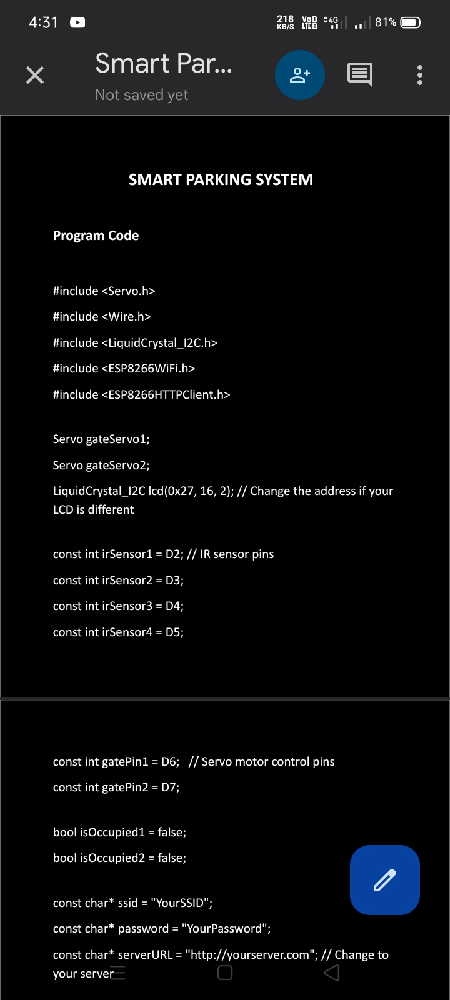 4:31
218 KB/S VoD LTE2 4G 81%
Smart Par...
Not saved yet
SMART PARKING SYSTEM
Program Code
#include <Servo.h>
#include <Wire.h>
#include <LiquidCrystal_I2C.h>
#include <ESP8266WiFi.h>
#include <ESP8266HTTPClient.h>
Servo gateServo1;
Servo gateServo2;
LiquidCrystal_I2C lcd(0x27, 16, 2); // Change the address if your
LCD is different
const int irSensor1 = D2; // IR sensor pins
const int irSensor2 = D3;
const int irSensor3 = D4;
const int irSensor4 = D5;
const int gatePin1 = D6;   // Servo motor control pins
const int gatePin2 = D7;
bool isOccupied1 = false;
bool isOccupied2 = false;
const char* ssid = "YourSSID";
const char* password = "YourPassword";
const char* serverURL = "http://yourserver.com"; // Change to
your server